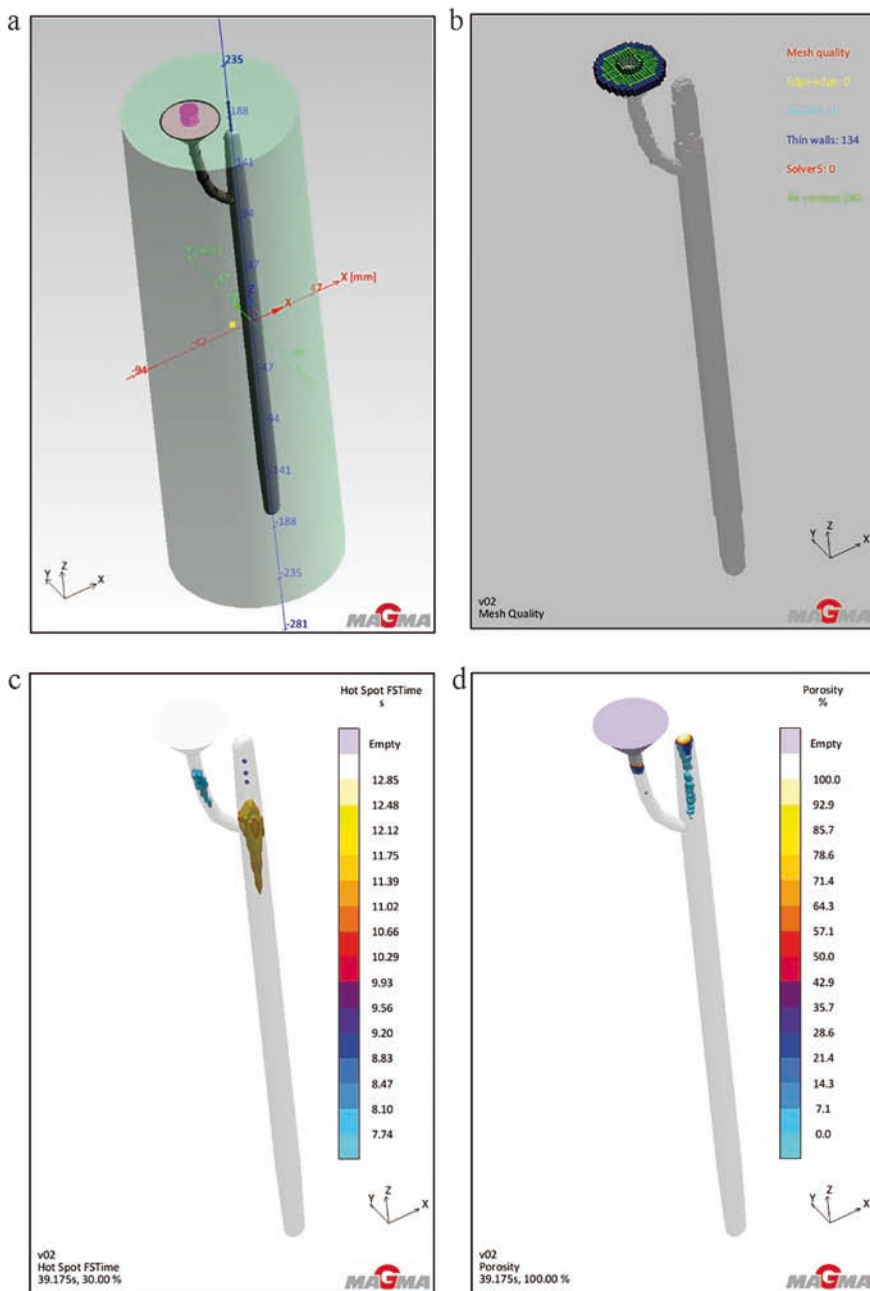 a
235
188
141
94
47
X [mm]
47
X
-42
-94
-47
-94
-141
-188
-235
-281
Z
Y
X
MAGMA
b
Mesh quality
Edge-edge: 0
Thin walls: 134
Solver5: 0
Z
Y
X
v02
Mesh Quality
MAGMA
c
Hot Spot FSTime
s
Empty
12.85
12.48
12.12
11.75
11.39
11.02
10.66
10.29
9.93
9.56
9.20
8.83
8.47
8.10
7.74
Z
Y
X
v02
Hot Spot FSTime
39.175s, 30.00 %
MAGMA
d
Porosity
%
Empty
100.0
92.9
85.7
78.6
71.4
64.3
57.1
50.0
42.9
35.7
28.6
21.4
14.3
7.1
0.0
Z
Y
X
v02
Porosity
39.175s, 100.00 %
MAGMA